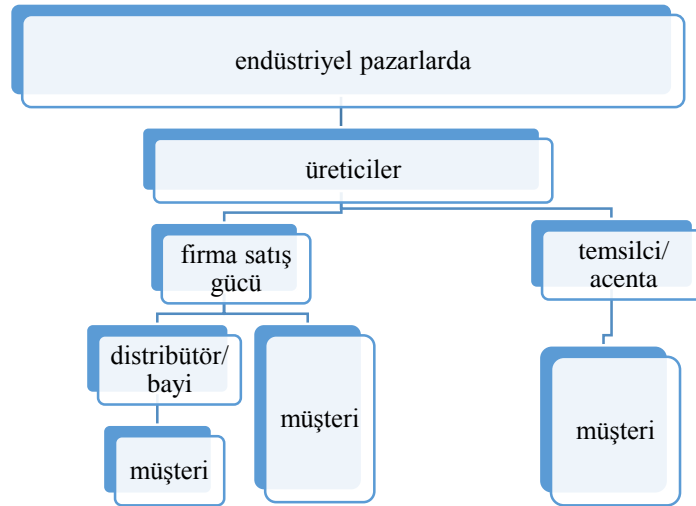 endüstriyel pazarlarda
üreticiler
firma satış
gücü
temsilci/
acenta
distribütör/
bayi
müşteri
müşteri
müşteri